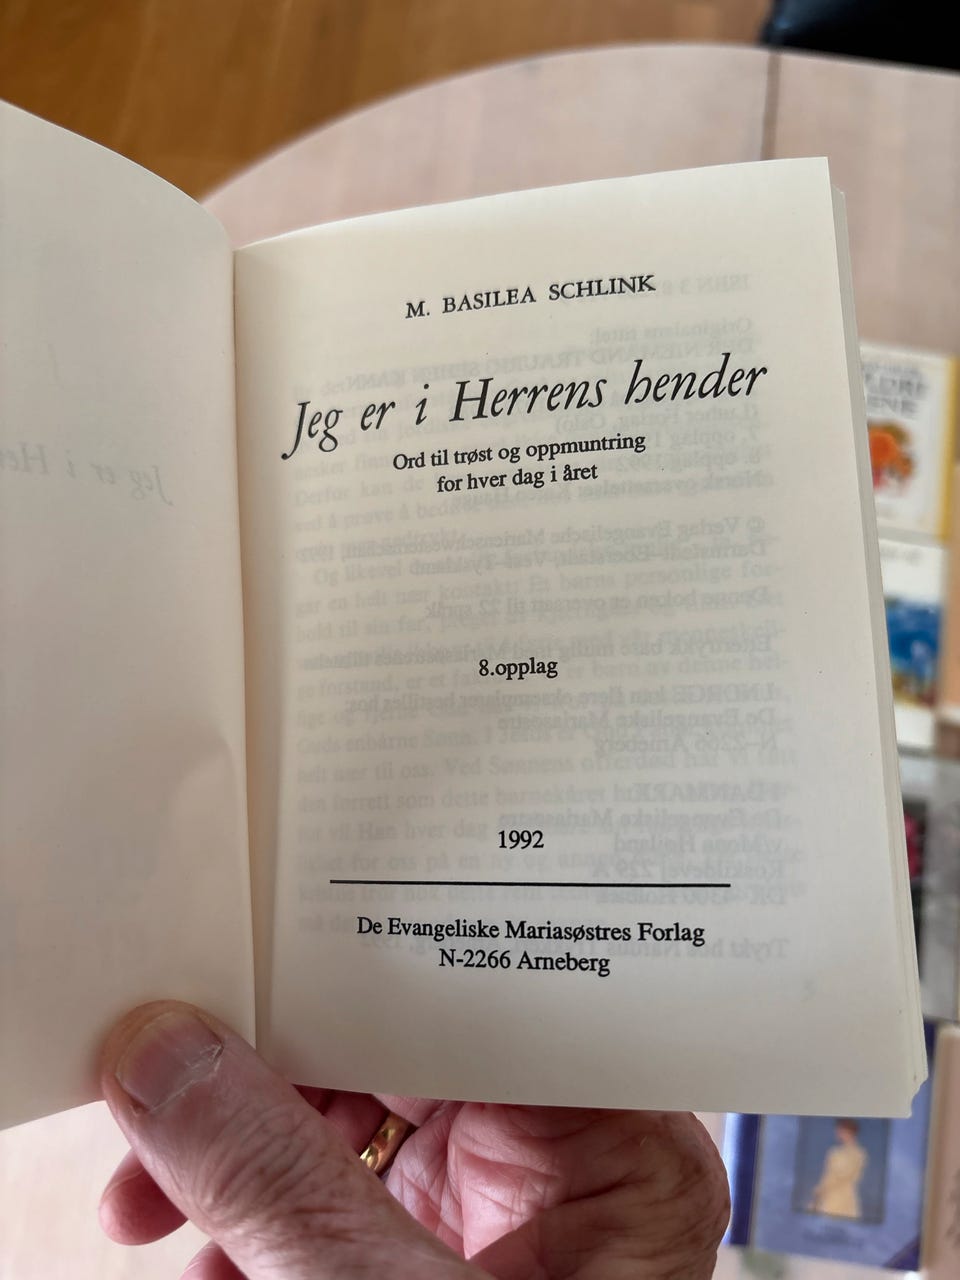 M. BASILEA SCHLINK
Jeg er i Herrens hender
Ord til trøst og oppmuntring
for hver dag i året
8.opplag
1992
De Evangeliske Mariasøstres Forlag
N-2266 Arneberg